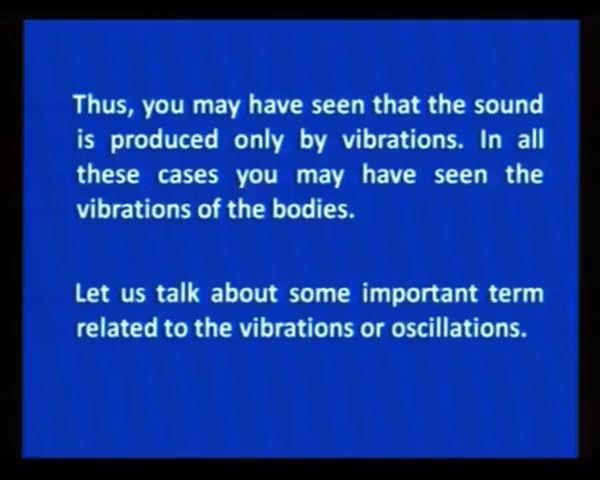 Thus, you may have seen that the sound
is produced only by vibrations. In all
these cases you may have seen the
vibrations of the bodies.
Let us talk about some important term
related to the vibrations or oscillations.